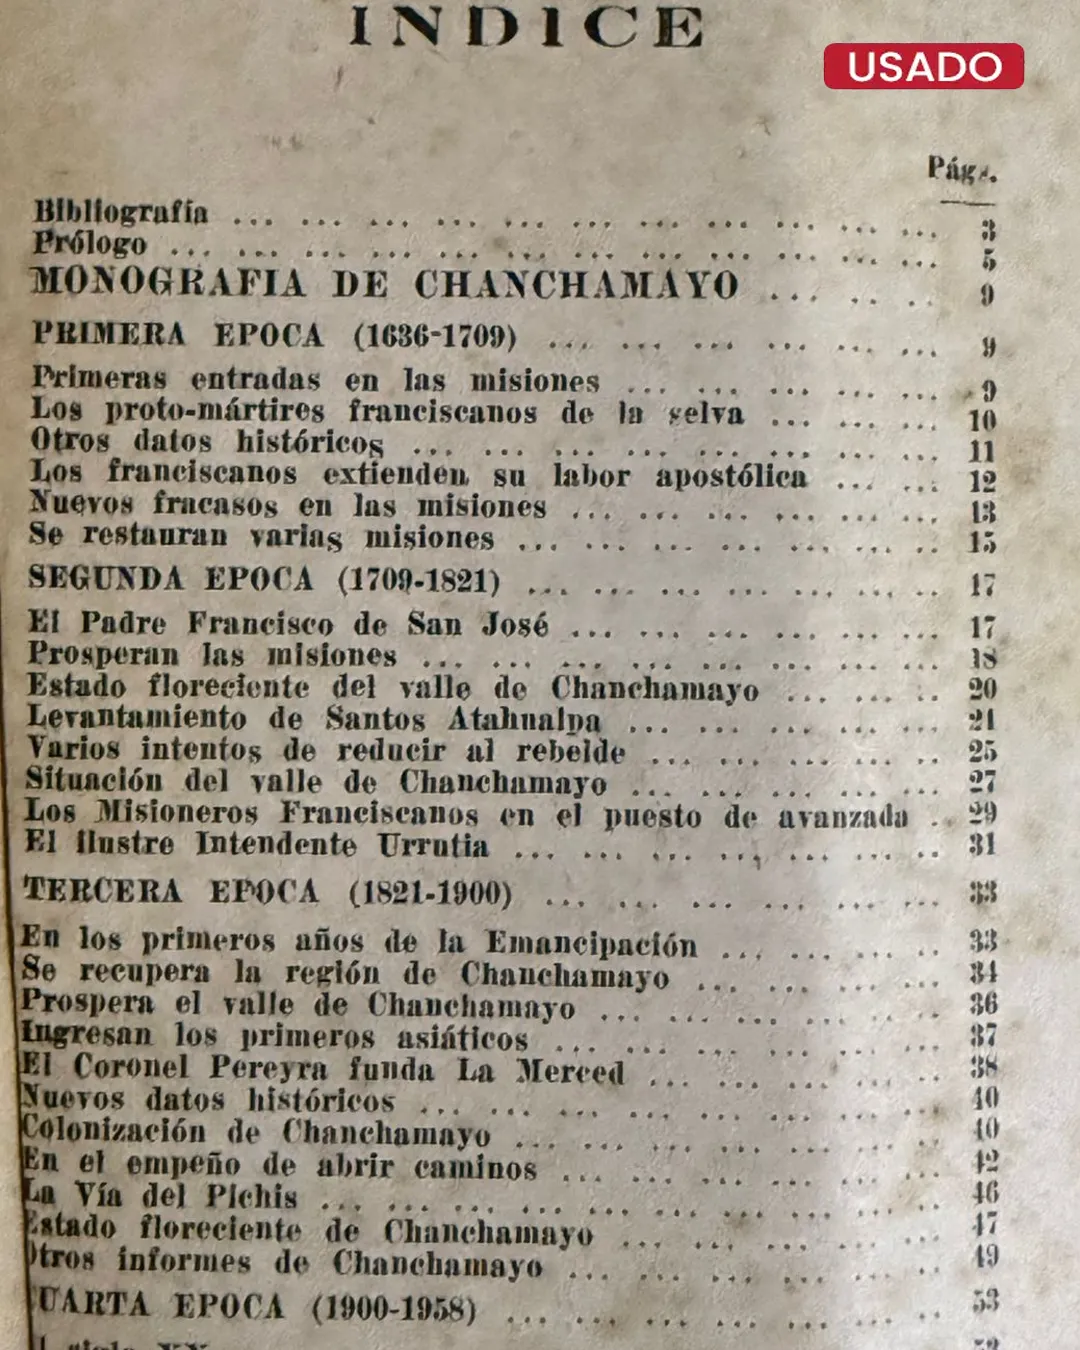 INDICE
USADO
Págs.
Bibliografía ... ... ... ... ... ... ... ... ... ... ... 3
Prólogo ... ... ... ... ... ... ... ... ... ... ... ... 5
MONOGRAFIA DE CHANCHAMAYO ... ... ... 9
PRIMERA EPOCA (1636-1709) ... ... ... ... ... ... 9
Primeras entradas en las misiones ... ... ... ... ... 9
Los proto-mártires franciscanos de la selva ... ... ... 10
Otros datos históricos ... ... ... ... ... ... ... ... 11
Los franciscanos extienden su labor apostólica ... ... 12
Nuevos fracasos en las misiones ... ... ... ... ... ... 13
Se restauran varias misiones ... ... ... ... ... ... .. 15
SEGUNDA EPOCA (1709-1821) ... ... ... ... ... ... .. 17
El Padre Francisco de San José ... ... ... ... ... ... 17
Prosperan las misiones ... ... ... ... ... ... ... ... 18
Estado floreciente del valle de Chanchamayo ... ... .. 20
Levantamiento de Santos Atahualpa ... ... ... ... ... 21
Varios intentos de reducir al rebelde ... ... ... ... .. 25
Situación del valle de Chanchamayo ... ... ... ... ... 27
Los Misioneros Franciscanos en el puesto de avanzada . 29
El ilustre Intendente Urrutia ... ... ... ... ... ... .. 31
TERCERA EPOCA (1821-1900) ... ... ... ... ... ... 33
En los primeros años de la Emancipación ... ... ... .. 33
Se recupera la región de Chanchamayo ... ... ... ... 34
Prospera el valle de Chanchamayo ... ... ... ... ... 36
Ingresan los primeros asiáticos ... ... ... ... ... ... 37
El Coronel Pereyra funda La Merced ... ... ... ... .. 38
Nuevos datos históricos ... ... ... ... ... ... ... ... 40
Colonización de Chanchamayo ... ... ... ... ... ... .. 40
En el empeño de abrir caminos ... ... ... ... ... ... 42
La Vía del Pichis ... ... ... ... ... ... ... ... ... 46
Estado floreciente de Chanchamayo ... ... ... ... ... 47
Otros informes de Chanchamayo ... ... ... ... ... ... 49
CUARTA EPOCA (1900-1958) ... ... ... ... ... ... .. 53
siglo XX